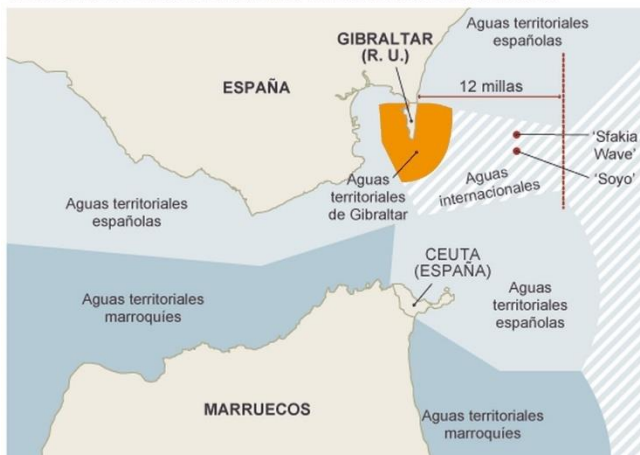 Aguas territoriales
españolas
GIBRALTAR
(R. U.)
ESPAÑA
12 millas
'Sfakia
Wave'
'Soyo'
Aguas
internacionales
Aguas
territoriales
de Gibraltar
Aguas territoriales
españolas
CEUTA
(ESPAÑA)
Aguas
territoriales
españolas
Aguas territoriales
marroquíes
MARRUECOS
Aguas territoriales
marroquíes